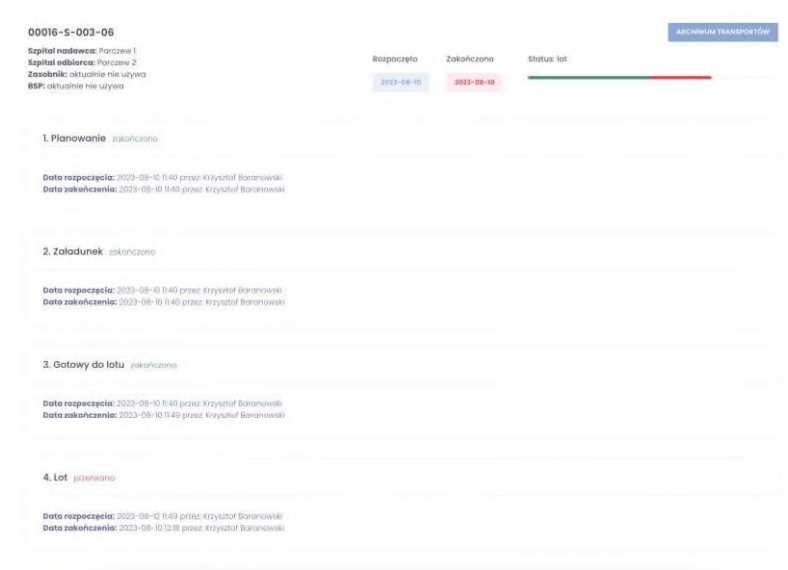 00016-S-003-06
ARCHIWUM TRANSPORTÓW
Szpital nadawca: Parczew 1
Szpital odbiorca: Parczew 2
Zasobnik: aktualnie nie używa
BSP: aktualnie nie używa
Rozpoczęto
Zakończono
Status: lot
2023-08-10
2023-08-10
1. Planowanie zakończono
Data rozpoczęcia: 2023-08-10 11:40 przez: Krzysztof Baranowski
Data zakończenia: 2023-08-10 11:40 przez: Krzysztof Baranowski
2. Załadunek zakończono
Data rozpoczęcia: 2023-08-10 11:40 przez: Krzysztof Baranowski
Data zakończenia: 2023-08-10 11:40 przez: Krzysztof Baranowski
3. Gotowy do lotu zakończono
Data rozpoczęcia: 2023-08-10 11:40 przez: Krzysztof Baranowski
Data zakończenia: 2023-08-10 11:49 przez: Krzysztof Baranowski
4. Lot przerwano
Data rozpoczęcia: 2023-08-10 11:49 przez: Krzysztof Baranowski
Data zakończenia: 2023-08-10 12:18 przez: Krzysztof Baranowski